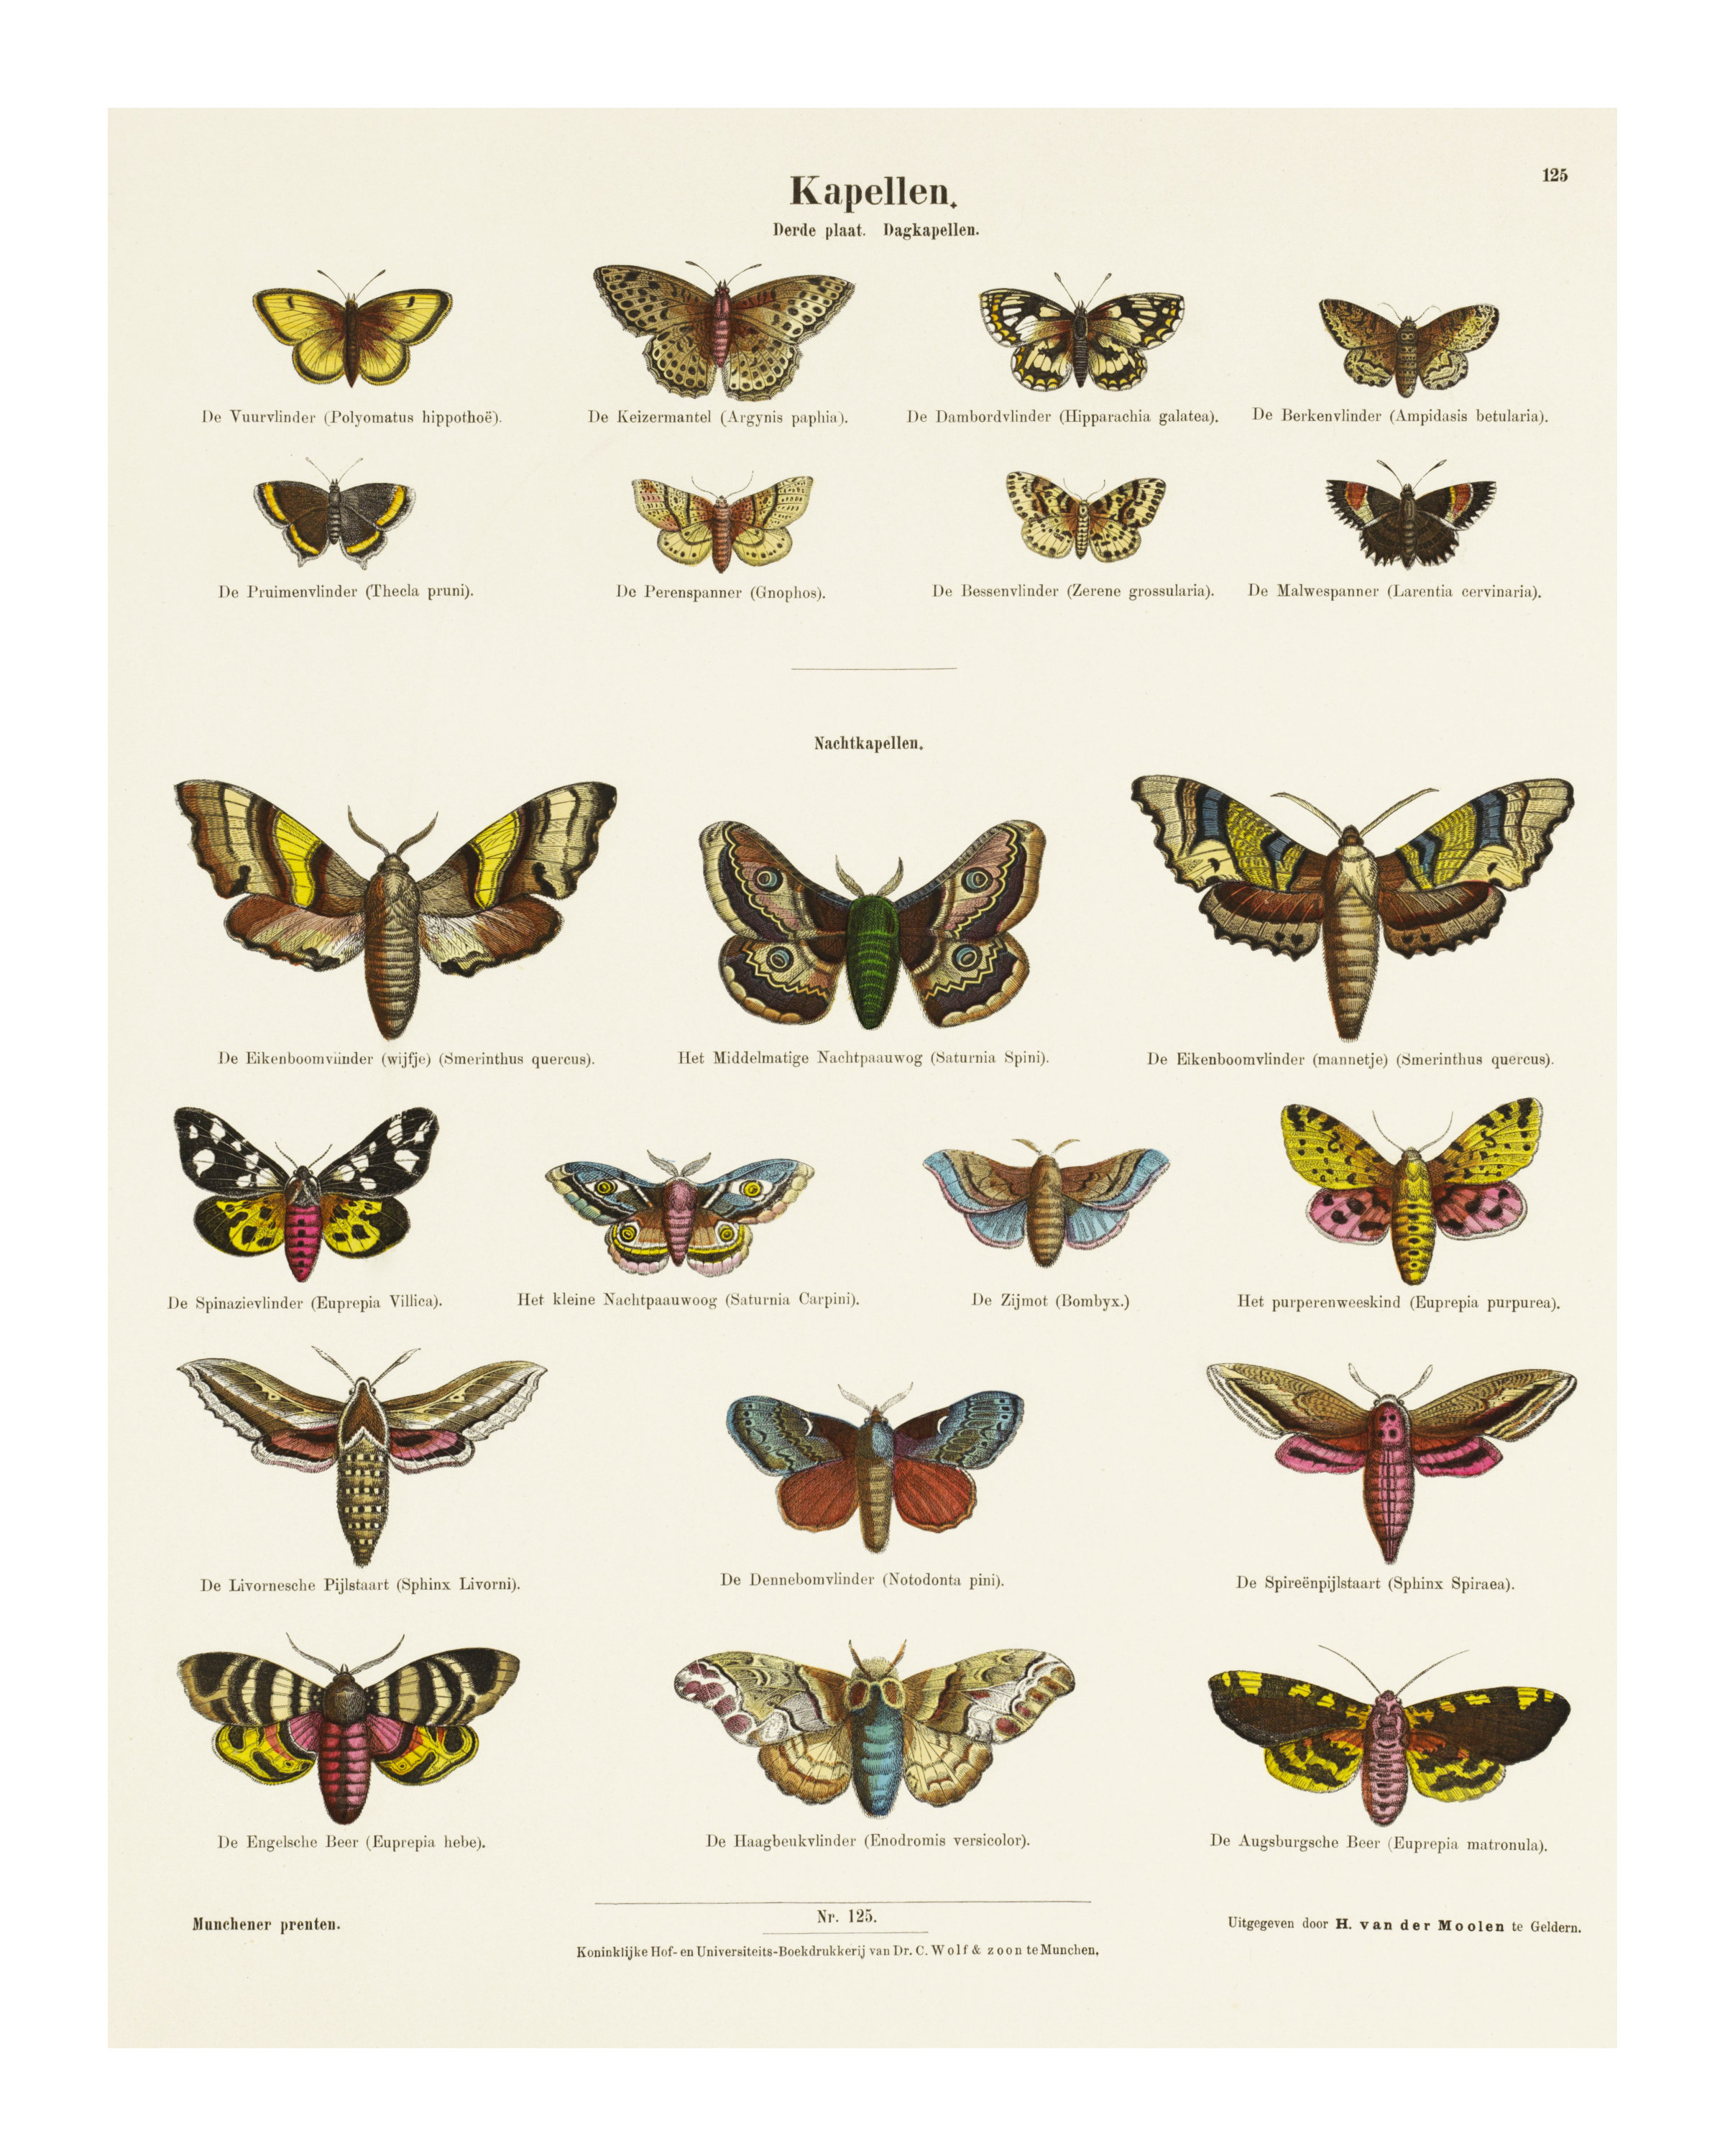 125
Kapellen.
Derde plaat. Dagkapellen.
De Vuurvlinder (Polyomatus hippothoë).
De Keizermantel (Argynis paphia).
De Dambordvlinder (Hipparachia galatea).
De Berkenvlinder (Ampidasis betularia).
De Pruimenvlinder (Thecla pruni).
De Perenspanner (Gnophos).
De Bessenvlinder (Zerene grossularia).
De Malwespanner (Larentia cervinaria).
Nachtkapellen.
De Eikenboomvlinder (wijfje) (Smerinthus quercus).
Het Middelmatige Nachtpaauwog (Saturnia Spini).
De Eikenboomvlinder (mannetje) (Smerinthus quercus).
De Spinazievlinder (Euprepia Villica).
Het kleine Nachtpaauwoog (Saturnia Carpini).
De Zijmot (Bombyx.)
Het purperenweeskind (Euprepia purpurea).
De Livornesche Pijlstaart (Sphinx Livorni).
De Dennebomvlinder (Notodonta pini).
De Spireënpijlstaart (Sphinx Spiraea).
De Engelsche Beer (Euprepia hebe).
De Haagbeukvlinder (Enodromis versicolor).
De Augsburgsche Beer (Euprepia matronula).
Munchener prenten.
Nr. 125.
Uitgegeven door H. van der Moolen te Geldern.
Koninklijke Hof- en Universiteits-Boekdrukkerij van Dr. C. Wolf & zoon te Munchen.